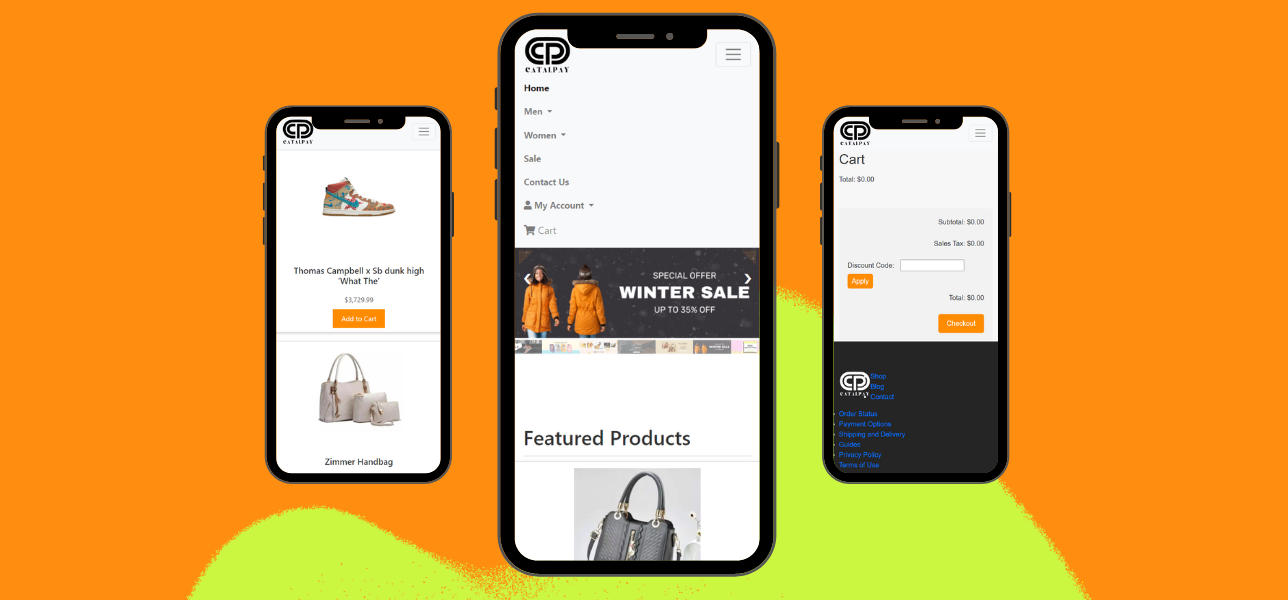 CATALPAY
Thomas Campbell x Sb dunk high
'What The'
$3,729.99
Add to Cart
Zimmer Handbag
CATALPAY
Home
Men
Women
Sale
Contact Us
My Account
Cart
SPECIAL OFFER
WINTER SALE
UP TO 35% OFF
Featured Products
CATALPAY
Cart
Total: $0.00
Subtotal: $0.00
Sales Tax: $0.00
Discount Code:
Apply
Total: $0.00
Checkout
CATALPAY
Shop
Blog
Contact
Order Status
Payment Options
Shipping and Delivery
Guides
Privacy Policy
Terms of Use